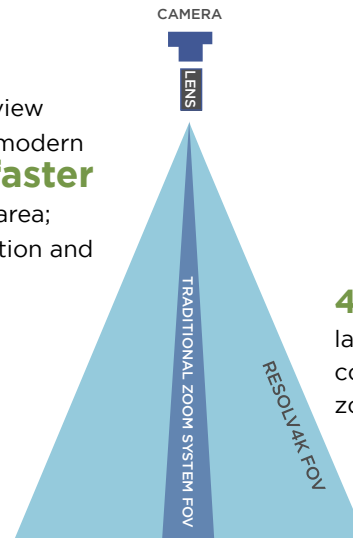 CAMERA
LENS
view
modern
faster
area;
tion and
TRADITIONAL ZOOM SYSTEM FOV
RESOLV4K FOV
4
la
co
zo